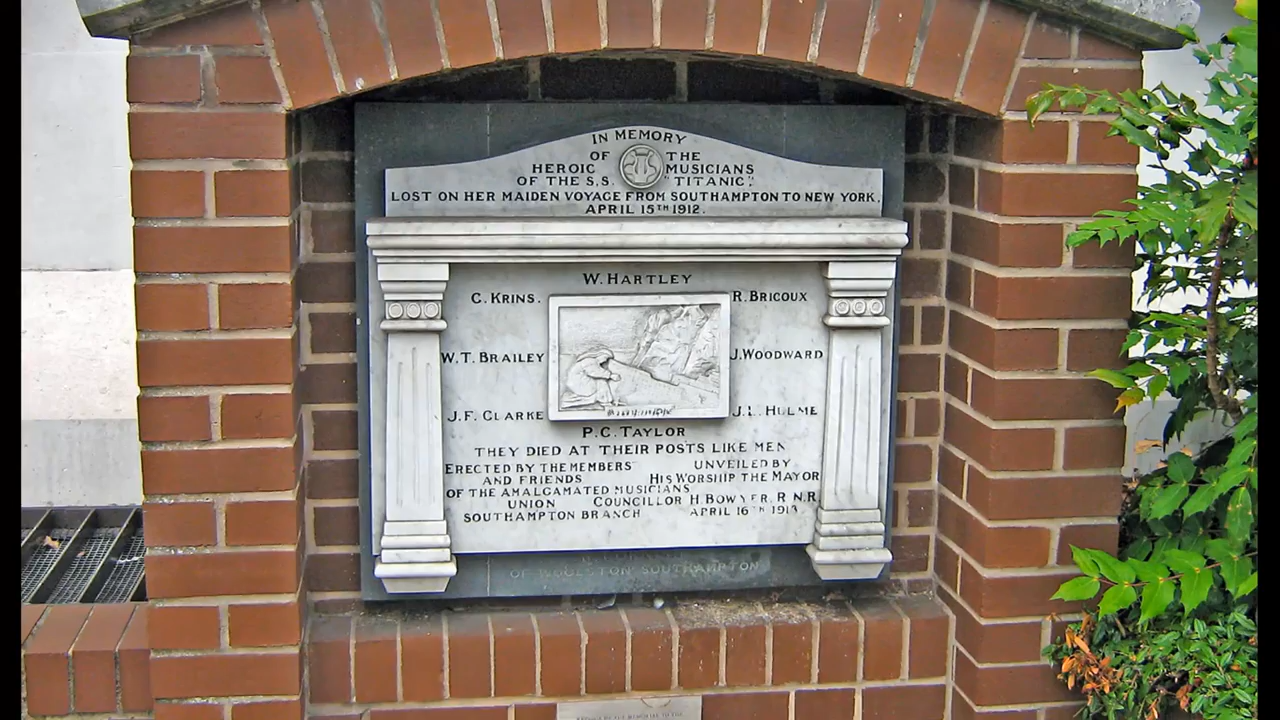 IN MEMORY
OF THE
HEROIC MUSICIANS
OF THE S.S. "TITANIC".
LOST ON HER MAIDEN VOYAGE FROM SOUTHAMPTON TO NEW YORK.
APRIL 15TH 1912.
W. HARTLEY
C. KRINS. R. BRICOUX
W. T. BRAILEY J. WOODWARD
J. F. CLARKE J. L. HULME
P. C. TAYLOR
THEY DIED AT THEIR POSTS LIKE MEN
ERECTED BY THE MEMBERS UNVEILED BY
AND FRIENDS HIS WORSHIP THE MAYOR
OF THE AMALGAMATED MUSICIANS
UNION COUNCILLOR H. BOWYER, R.N.R.
SOUTHAMPTON BRANCH APRIL 16TH 1913.
OF WOOLSTON SOUTHAMPTON